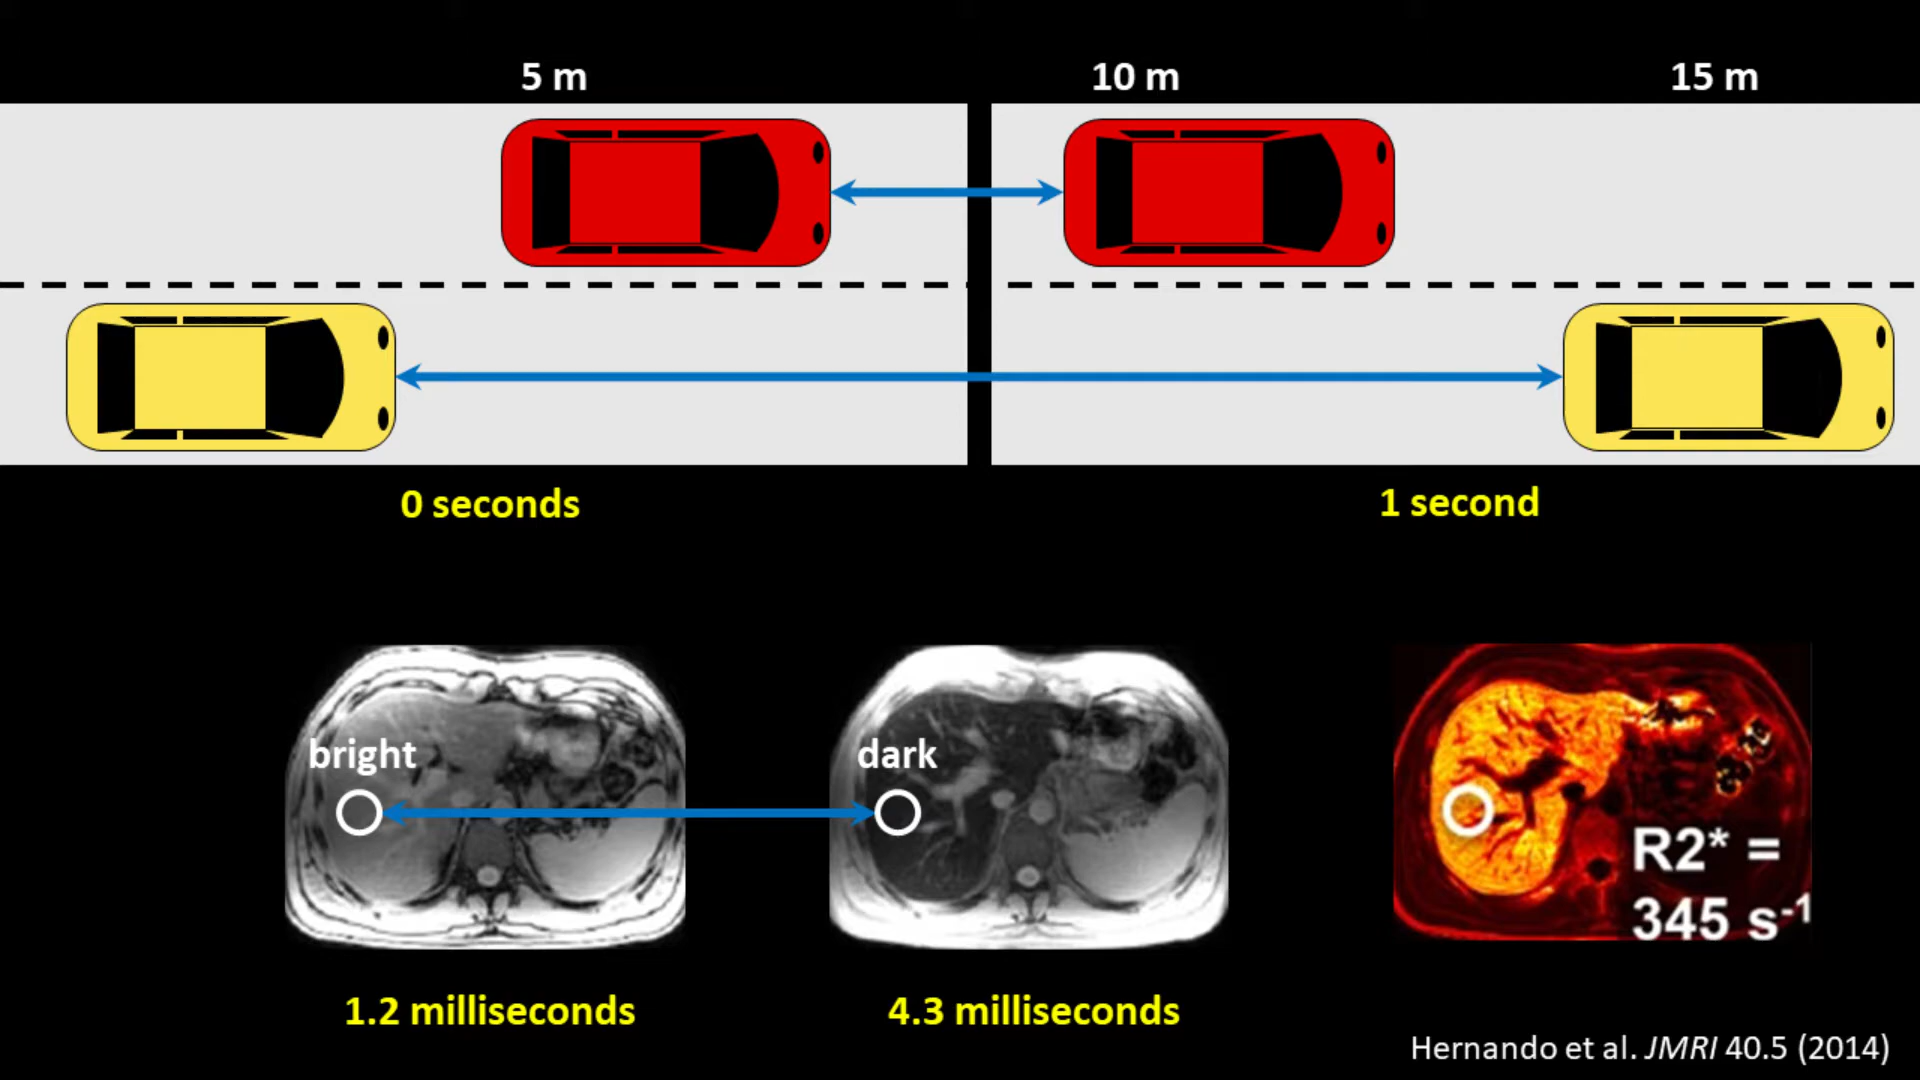 5 m
10 m
15 m
0 seconds
1 second
bright
dark
R2* =
345 s-1
1.2 milliseconds
4.3 milliseconds
Hernando et al. JMRI 40.5 (2014)